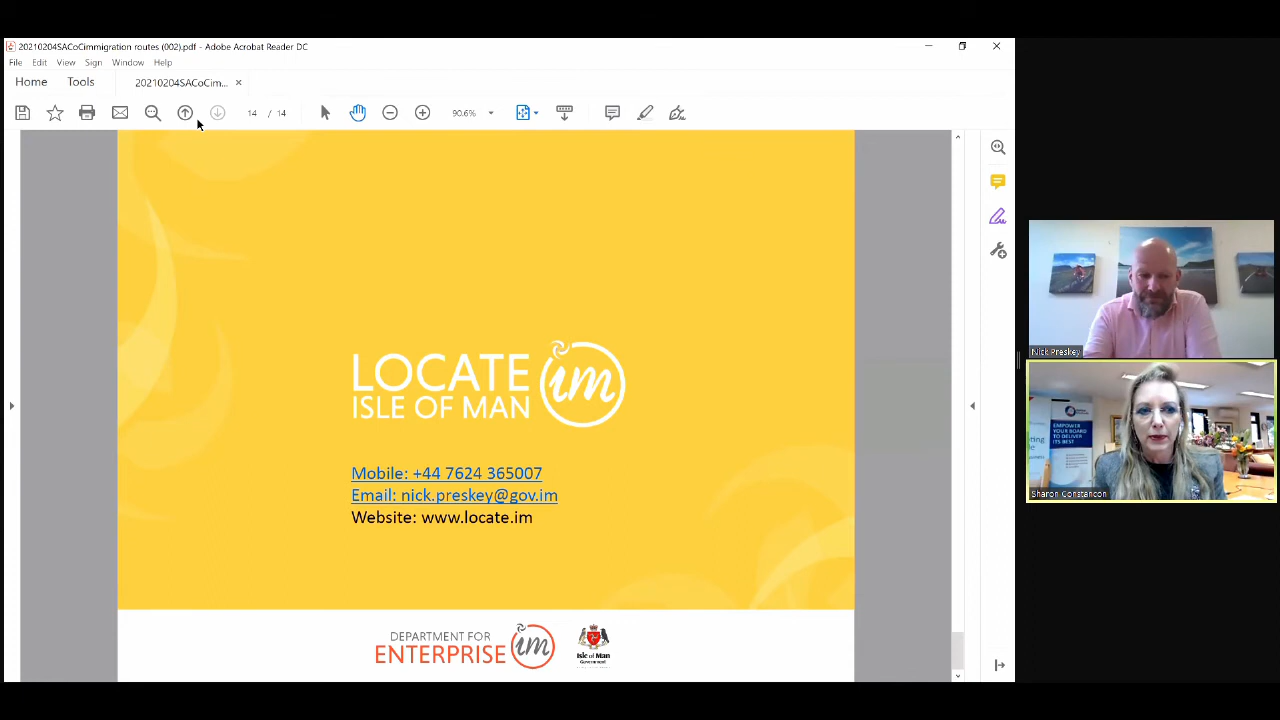 20210204SACoCimmigration routes (002).pdf - Adobe Acrobat Reader DC
File Edit View Sign Window Help
Home Tools 20210204SACoCim... ×
14 / 14 90.6%
LOCATE im
ISLE OF MAN
Mobile: +44 7624 365007
Email: nick.preskey@gov.im
Website: www.locate.im
DEPARTMENT FOR
ENTERPRISE im
Isle of Man
Government
Nick Preskey
EMPOWER
YOUR BOARD
TO DELIVER
ITS BEST
Sharon Constancon